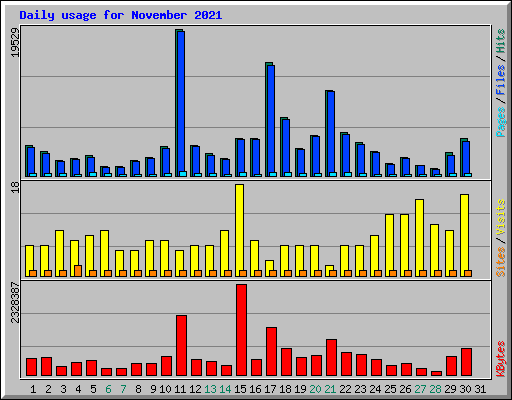 Daily usage for November 2021
19529
Pages / Files / Hits
18
Sites / Visits
2328387
KBytes
1 2 3 4 5 6 7 8 9 10 11 12 13 14 15 16 17 18 19 20 21 22 23 24 25 26 27 28 29 30 31